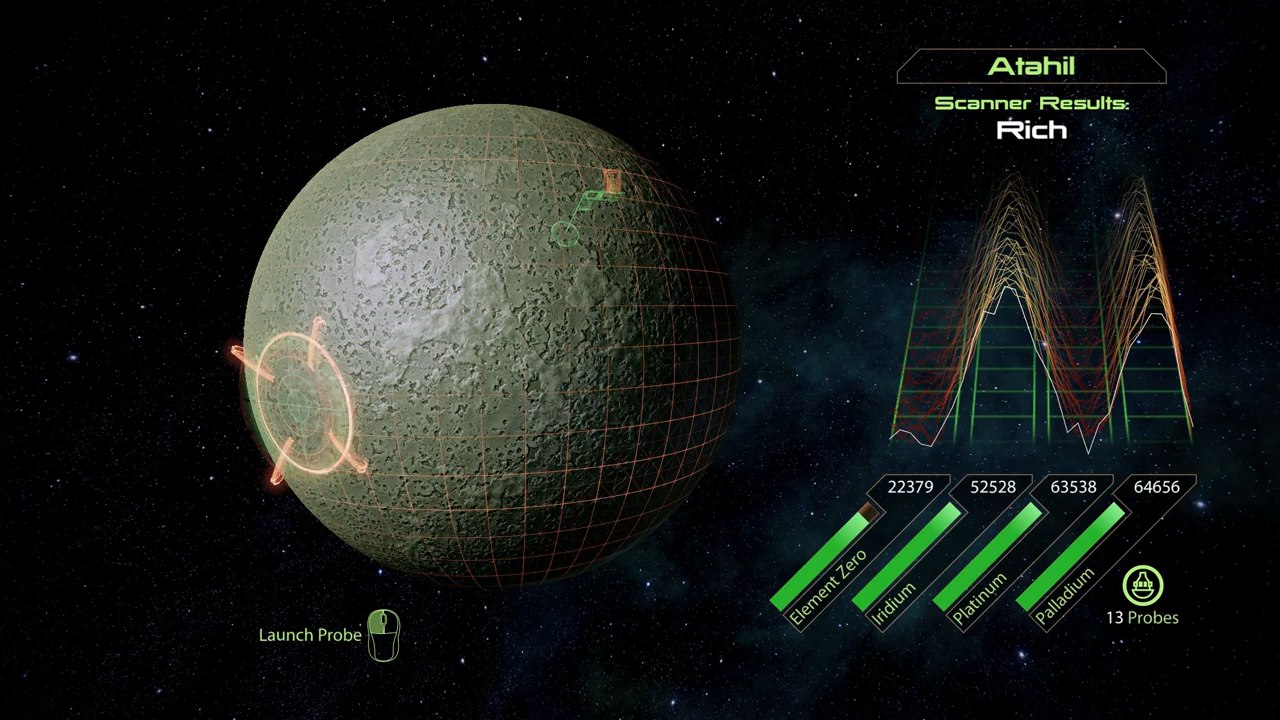 Atahil
Scanner Results:
Rich
22379 52528 63538 64656
Element Zero
Iridium
Platinum
Palladium
13 Probes
Launch Probe